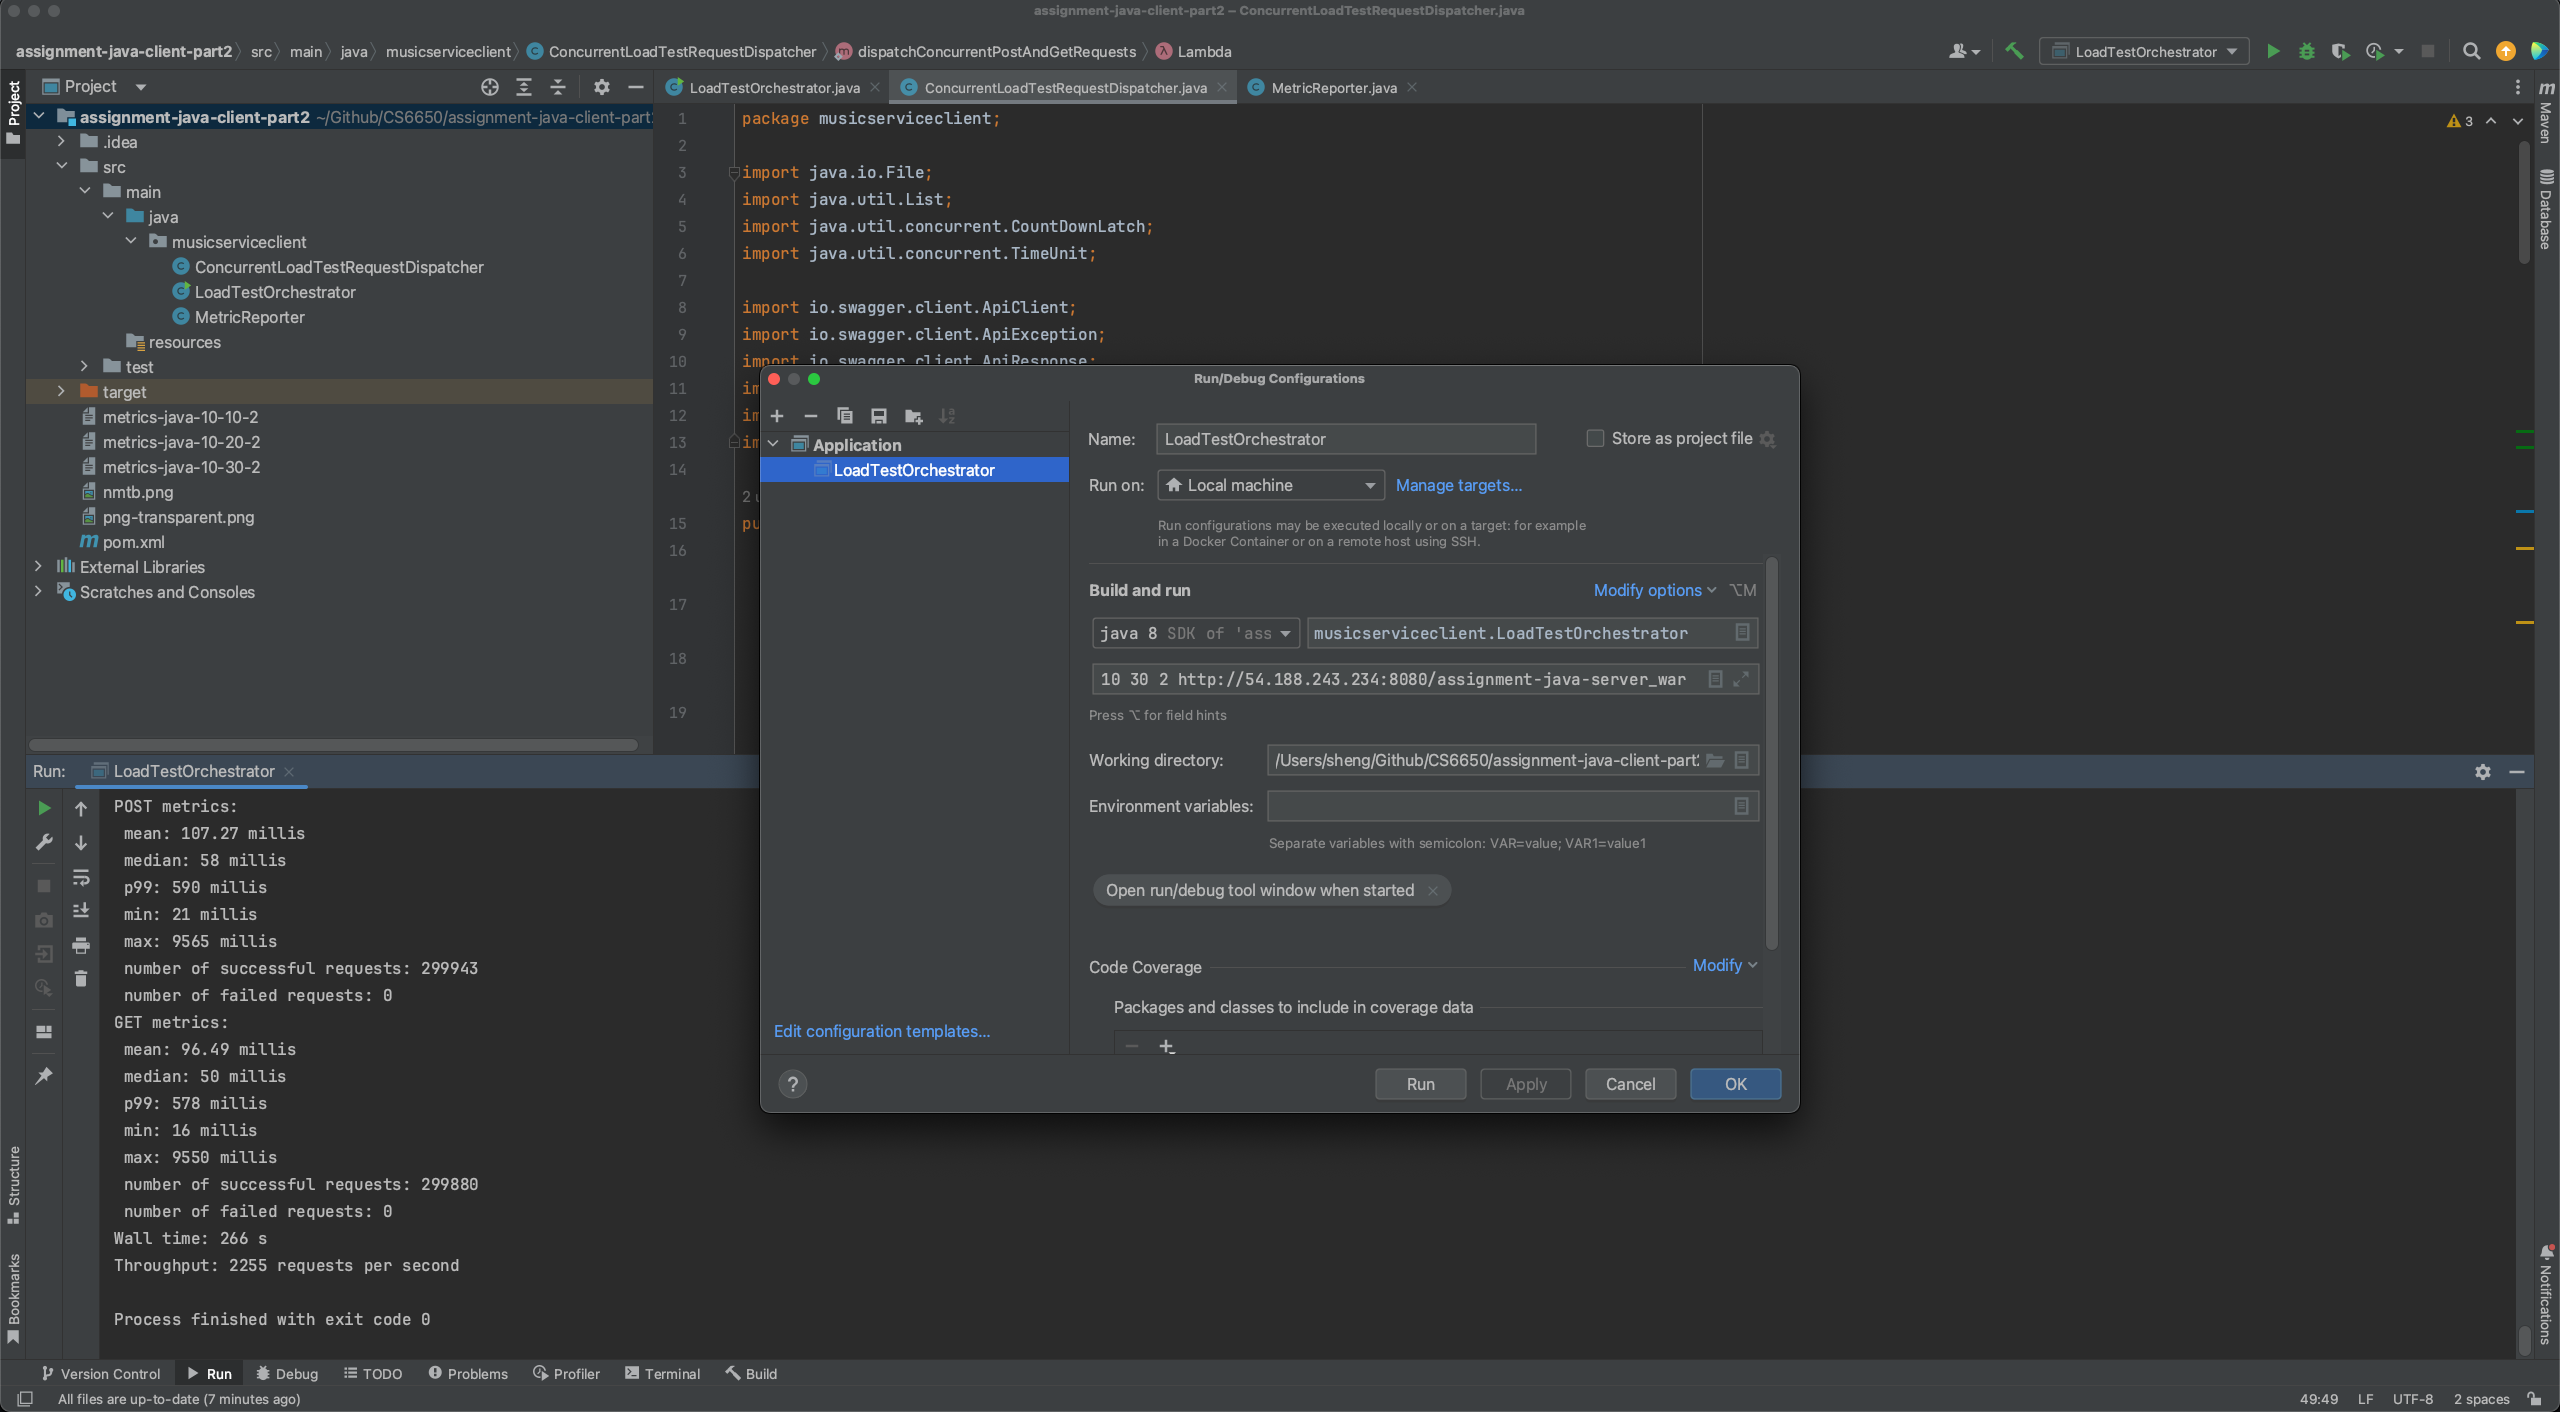 assignment-java-client-part2 – ConcurrentLoadTestRequestDispatcher.java
assignment-java-client-part2 src main java musicserviceclient ConcurrentLoadTestRequestDispatcher dispatchConcurrentPostAndGetRequests Lambda
LoadTestOrchestrator
Project
Project
LoadTestOrchestrator.java
ConcurrentLoadTestRequestDispatcher.java
MetricReporter.java
assignment-java-client-part2 ~/Github/CS6650/assignment-java-client-part2
.idea
src
main
java
musicserviceclient
ConcurrentLoadTestRequestDispatcher
LoadTestOrchestrator
MetricReporter
resources
test
target
metrics-java-10-10-2
metrics-java-10-20-2
metrics-java-10-30-2
nmtb.png
png-transparent.png
pom.xml
External Libraries
Scratches and Consoles
1 package musicserviceclient;
2
3 import java.io.File;
4 import java.util.List;
5 import java.util.concurrent.CountDownLatch;
6 import java.util.concurrent.TimeUnit;
7
8 import io.swagger.client.ApiClient;
9 import io.swagger.client.ApiException;
10 import io.swagger.client.ApiResponse;
11 im
12 im
13 im
14
2 u
15 pu
16
17
18
19
3
Maven
Database
Notifications
Run/Debug Configurations
Application
LoadTestOrchestrator
Edit configuration templates...
Name: LoadTestOrchestrator
Store as project file
Run on: Local machine
Manage targets...
Run configurations may be executed locally or on a target: for example
in a Docker Container or on a remote host using SSH.
Build and run
Modify options ⌥M
java 8 SDK of 'ass
musicserviceclient.LoadTestOrchestrator
10 30 2 http://54.188.243.234:8080/assignment-java-server_war
Press ⌥ for field hints
Working directory: /Users/sheng/Github/CS6650/assignment-java-client-part2
Environment variables:
Separate variables with semicolon: VAR=value; VAR1=value1
Open run/debug tool window when started
Code Coverage
Modify
Packages and classes to include in coverage data
?
Run
Apply
Cancel
OK
Run: LoadTestOrchestrator
POST metrics:
mean: 107.27 millis
median: 58 millis
p99: 590 millis
min: 21 millis
max: 9565 millis
number of successful requests: 299943
number of failed requests: 0
GET metrics:
mean: 96.49 millis
median: 50 millis
p99: 578 millis
min: 16 millis
max: 9550 millis
number of successful requests: 299880
number of failed requests: 0
Wall time: 266 s
Throughput: 2255 requests per second
Process finished with exit code 0
Structure
Bookmarks
Version Control
Run
Debug
TODO
Problems
Profiler
Terminal
Build
All files are up-to-date (7 minutes ago)
49:49 LF UTF-8 2 spaces